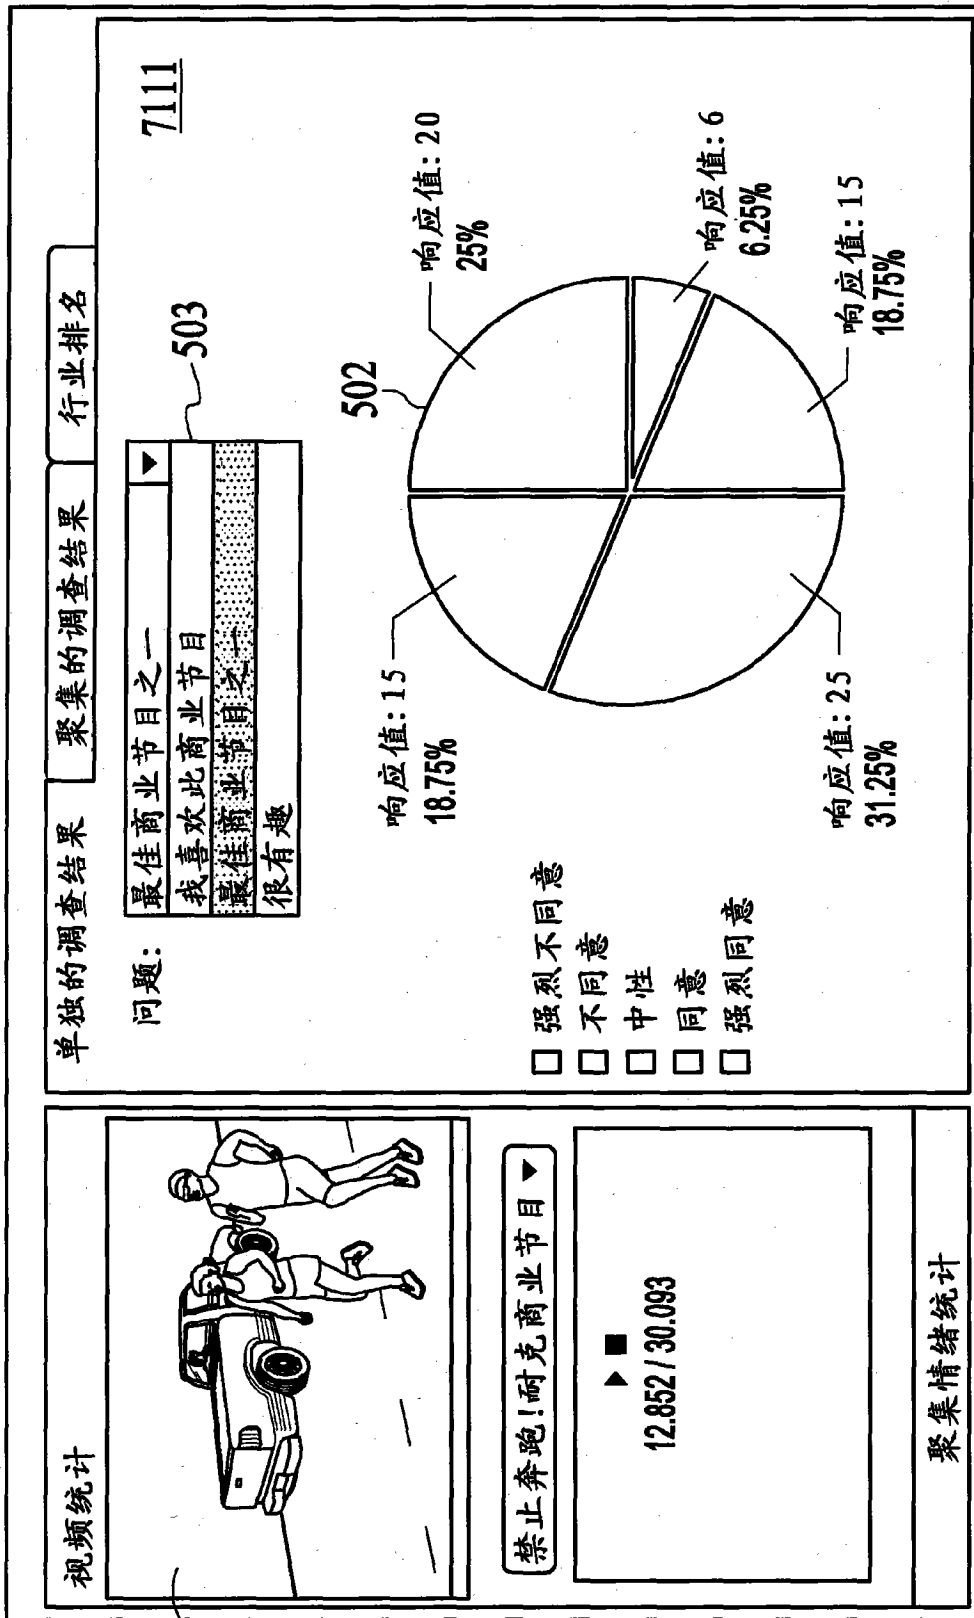 视频统计
禁止奔跑!耐克商业节目
12.852 / 30.093
聚集情绪统计
单独的调查结果
聚集的调查结果
行业排名
7111
问题:
最佳商业节目之一
我喜欢此商业节目
最佳商业节目之一
很有趣
503
502
强烈不同意
不同意
中性
同意
强烈同意
响应值:15
18.75%
响应值:20
25%
响应值:6
6.25%
响应值:15
18.75%
响应值:25
31.25%